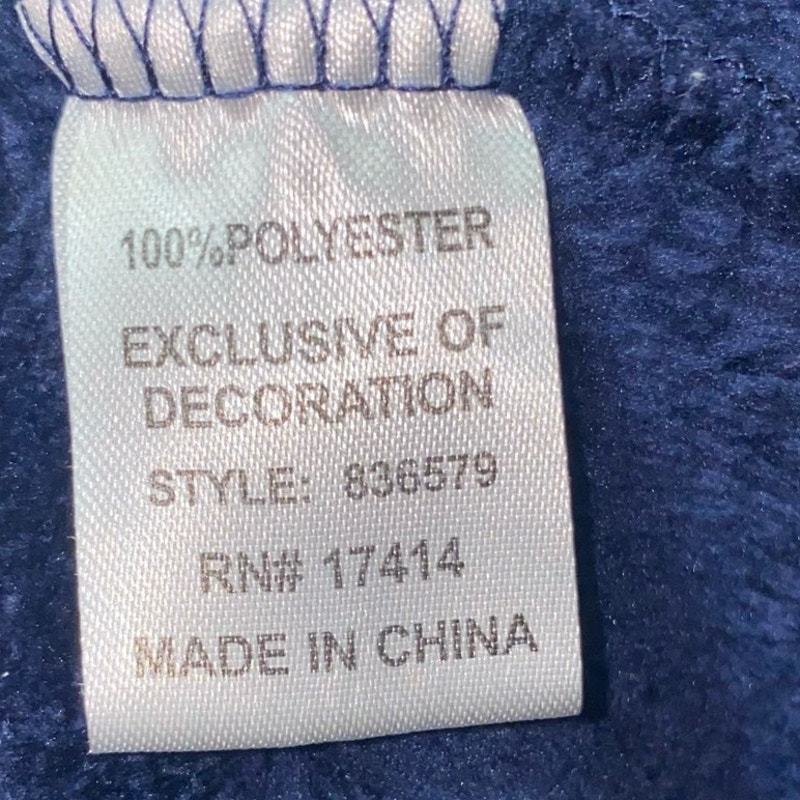 100%POLYESTER
EXCLUSIVE OF
DECORATION
STYLE: 836579
RN# 17414
MADE IN CHINA